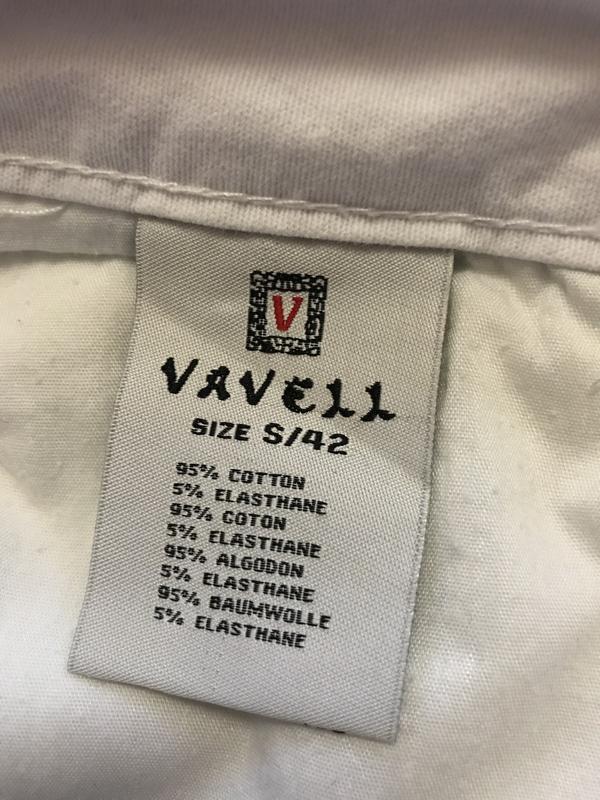 V
VAVELL
SIZE S/42
95% COTTON
5% ELASTHANE
95% COTON
5% ELASTHANE
95% ALGODON
5% ELASTHANE
95% BAUMWOLLE
5% ELASTHANE